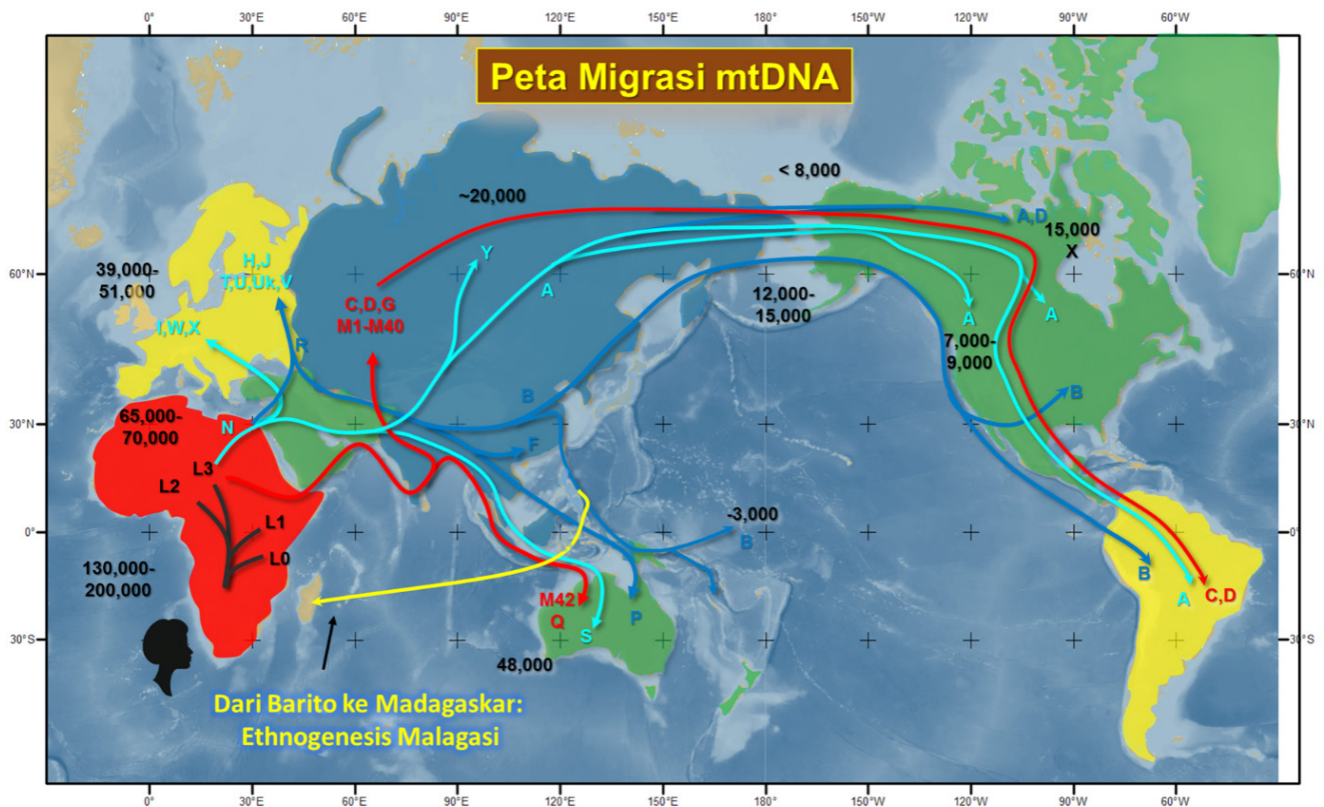 0°
30°E
60°E
90°E
120°E
150°E
180°
150°W
120°W
90°W
60°W
Peta Migrasi mtDNA
< 8,000
~20,000
A,D
15,000
X
60°N
60°N
39,000-
51,000
H,J
T,U,Uk,V
Y
A
C,D,G
M1-M40
12,000-
15,000
A
A
I,W,X
R
7,000-
9,000
B
B
65,000-
70,000
N
30°N
30°N
F
L3
L2
L1
L0
-3,000
B
0°
0°
130,000-
200,000
B
A
C,D
M42
Q
P
S
30°S
30°S
48,000
Dari Barito ke Madagaskar:
Ethnogenesis Malagasi
0°
30°E
60°E
90°E
120°E
150°E
180°
150°W
120°W
90°W
60°W